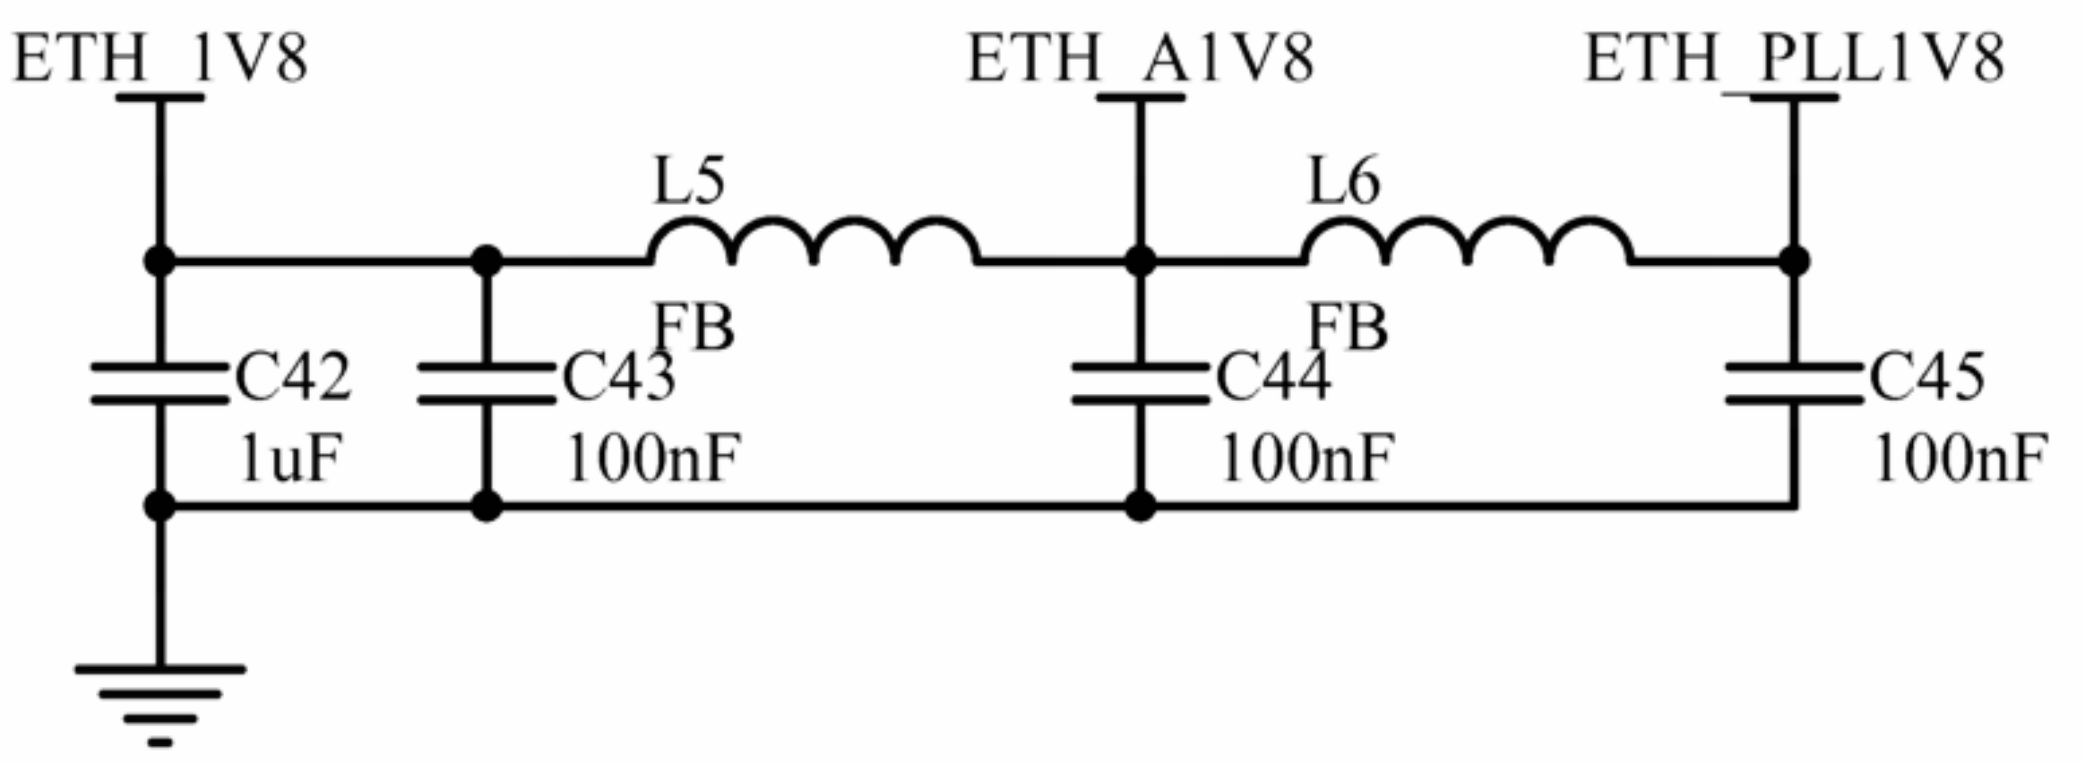 ETH_1V8
ETH_A1V8
ETH_PLL1V8
L5
L6
FB
FB
C42
C43
C44
C45
1uF
100nF
100nF
100nF